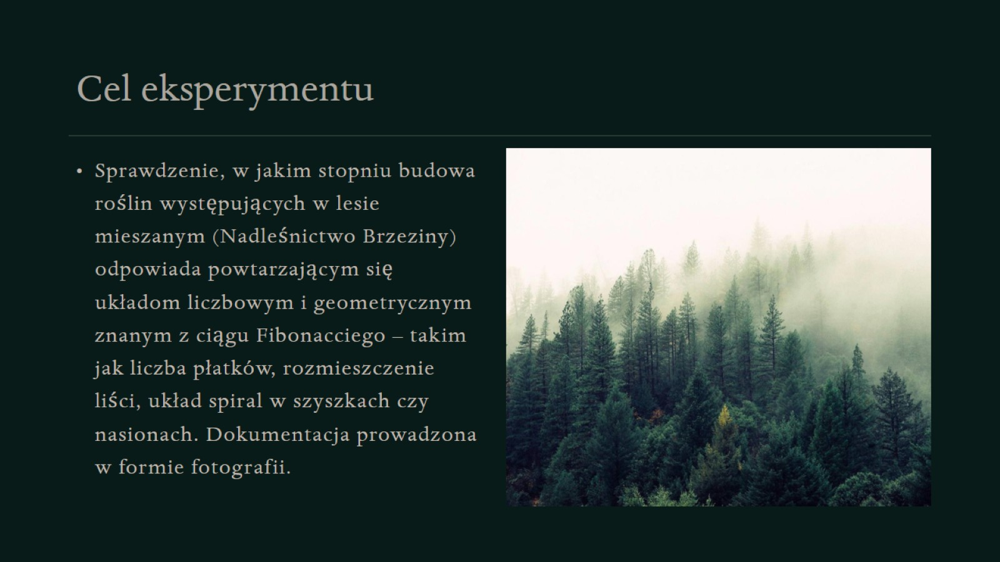 Cel eksperymentu
• Sprawdzenie, w jakim stopniu budowa
roślin występujących w lesie
mieszanym (Nadleśnictwo Brzeziny)
odpowiada powtarzającym się
układom liczbowym i geometrycznym
znanym z ciągu Fibonacciego – takim
jak liczba płatków, rozmieszczenie
liści, układ spiral w szyszkach czy
nasionach. Dokumentacja prowadzona
w formie fotografii.